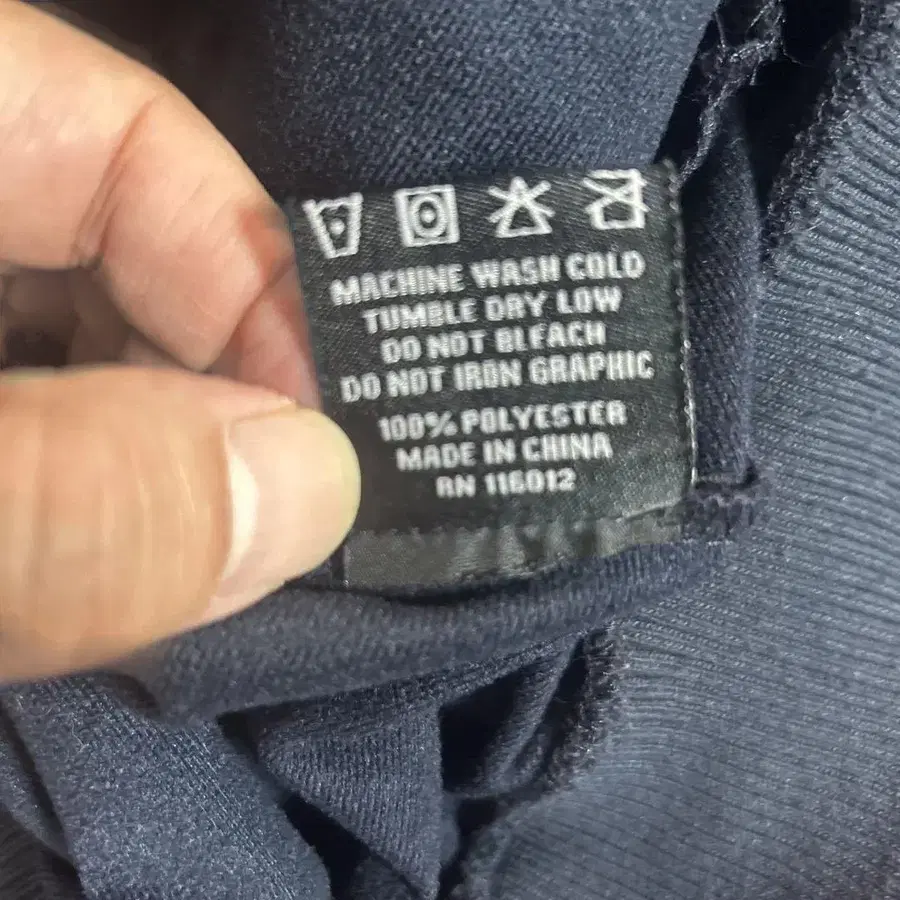 MACHINE WASH COLD
TUMBLE DRY LOW
DO NOT BLEACH
DO NOT IRON GRAPHIC
100% POLYESTER
MADE IN CHINA
RN 116012